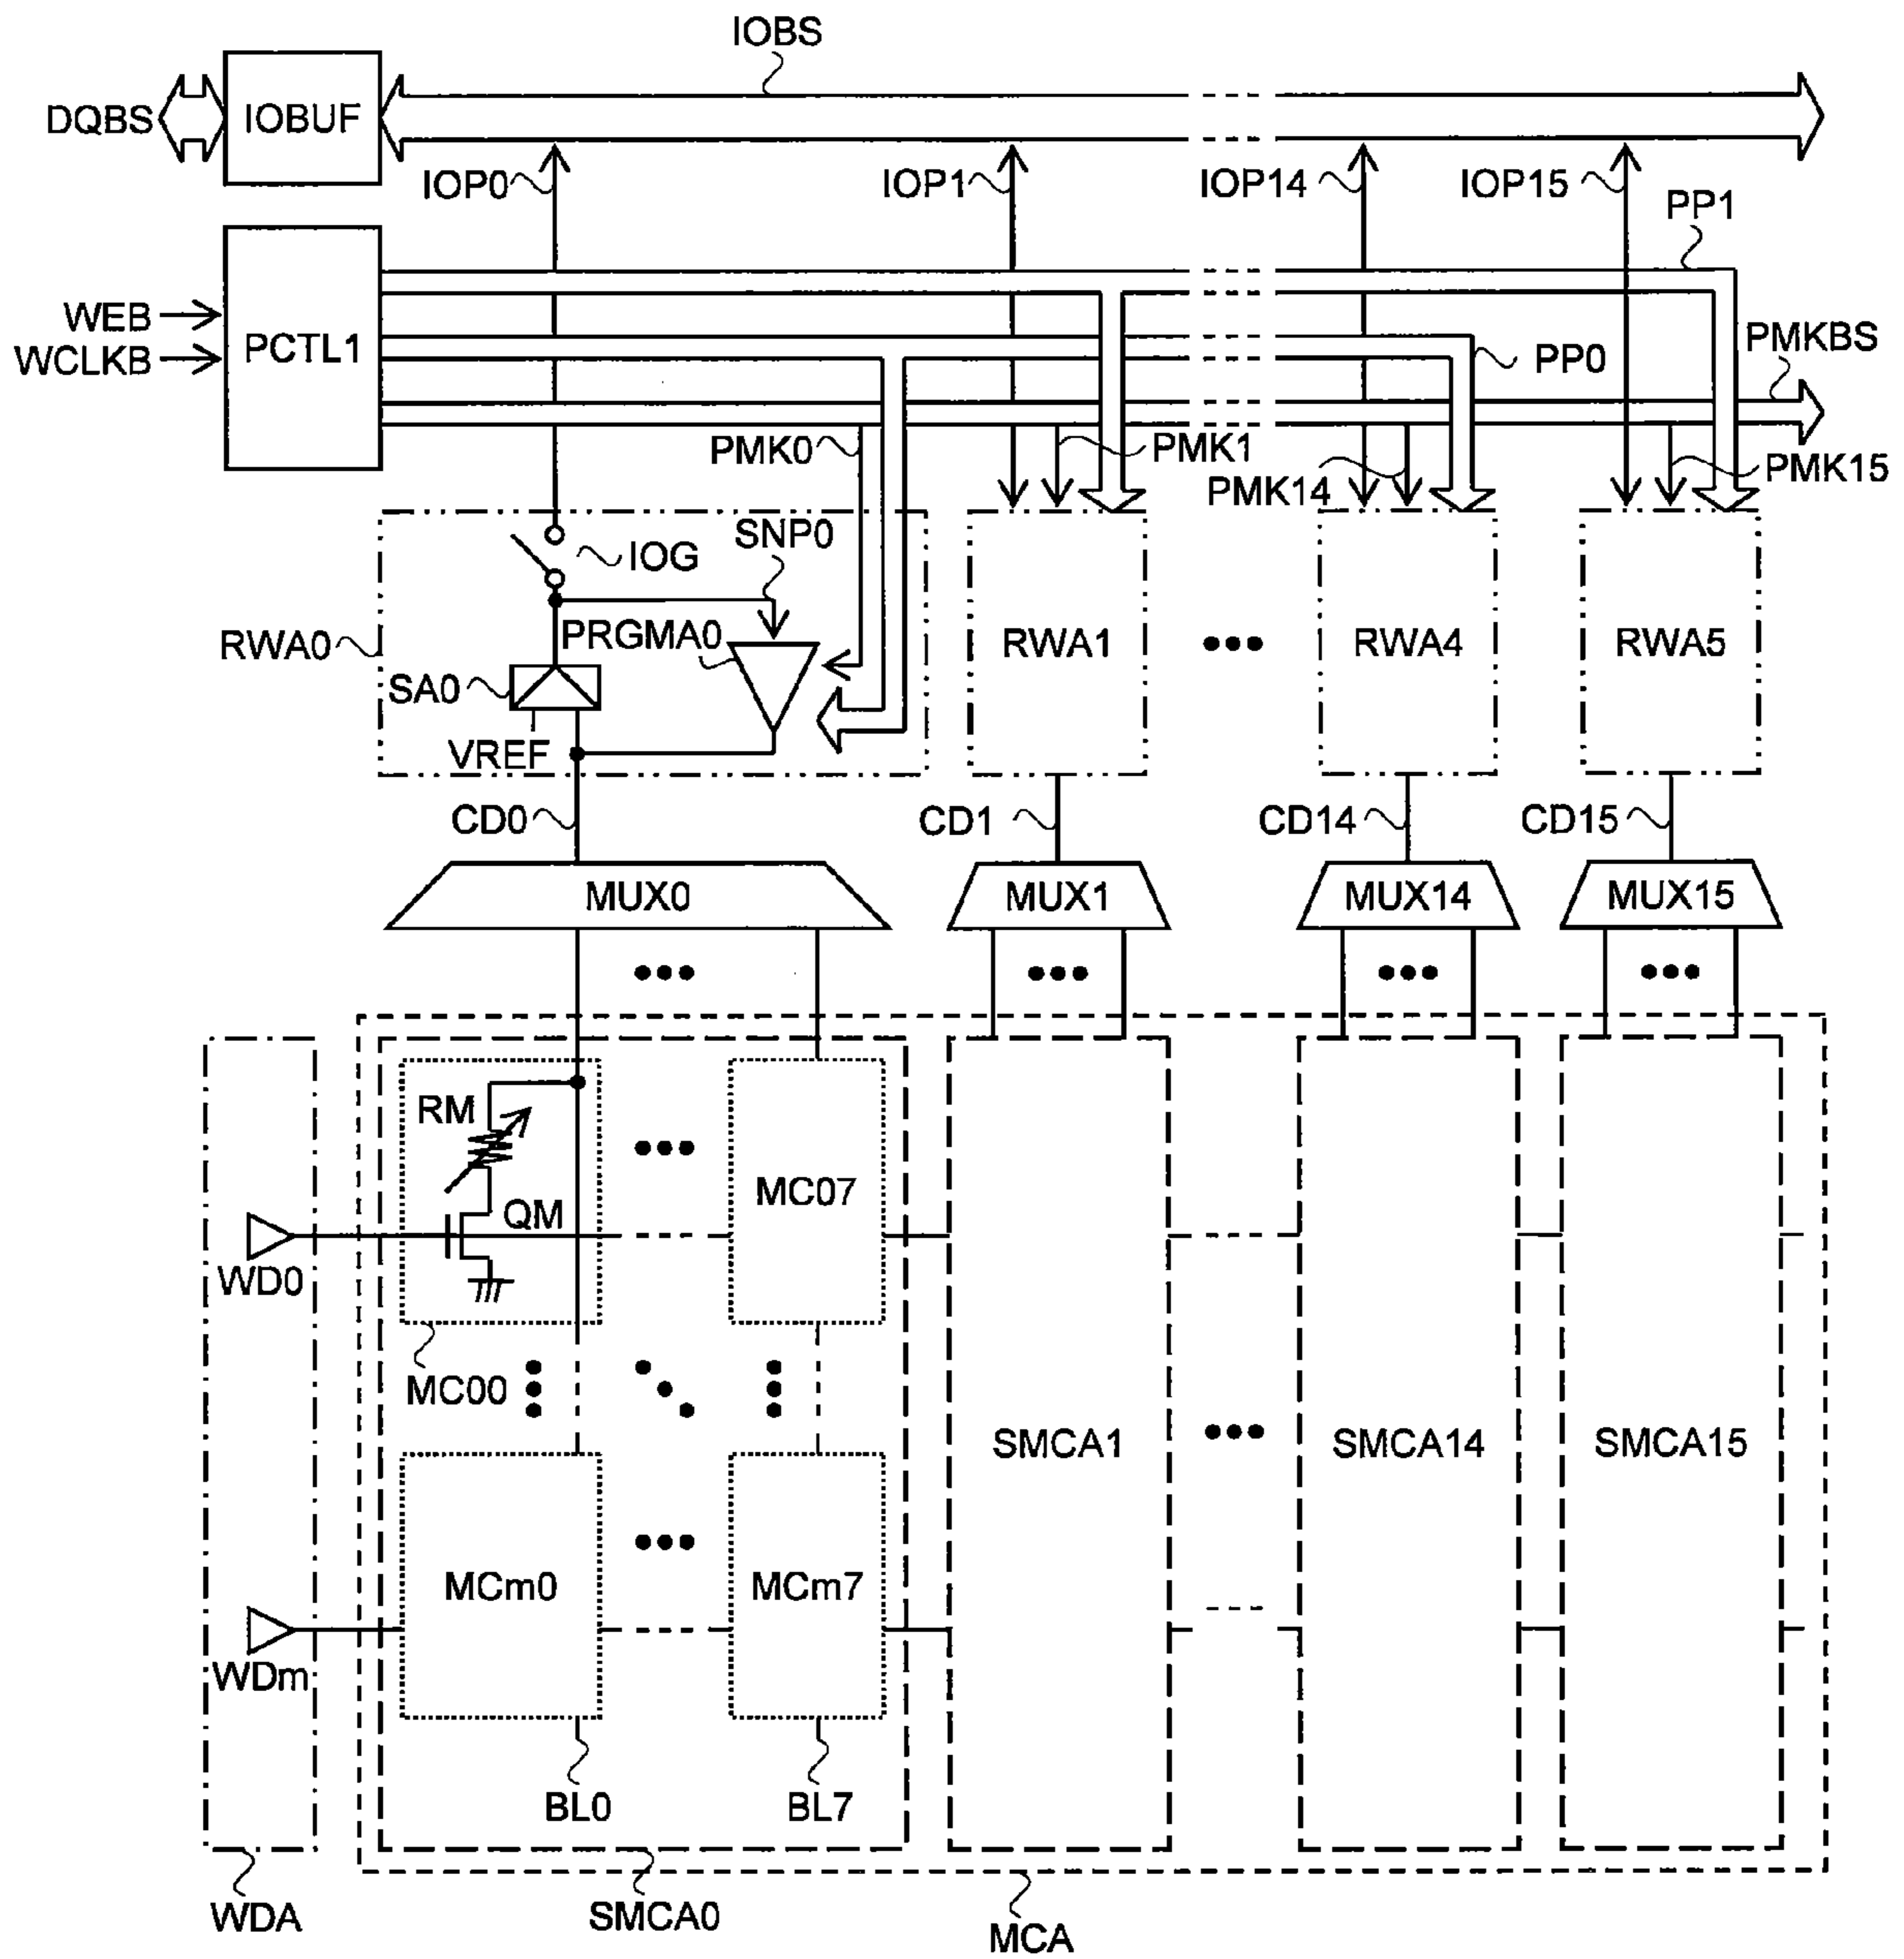 IOBS
DQBS
IOBUF
IOP0
IOP1
IOP14
IOP15
PP1
WEB
WCLKB
PCTL1
PP0
PMKBS
PMK0
PMK1
PMK14
PMK15
IOG
SNP0
RWA0
PRGMA0
SA0
VREF
RWA1
RWA4
RWA5
CD0
CD1
CD14
CD15
MUX0
MUX1
MUX14
MUX15
RM
QM
MC07
WD0
MC00
SMCA1
SMCA14
SMCA15
MCm0
MCm7
WDm
BL0
BL7
WDA
SMCA0
MCA